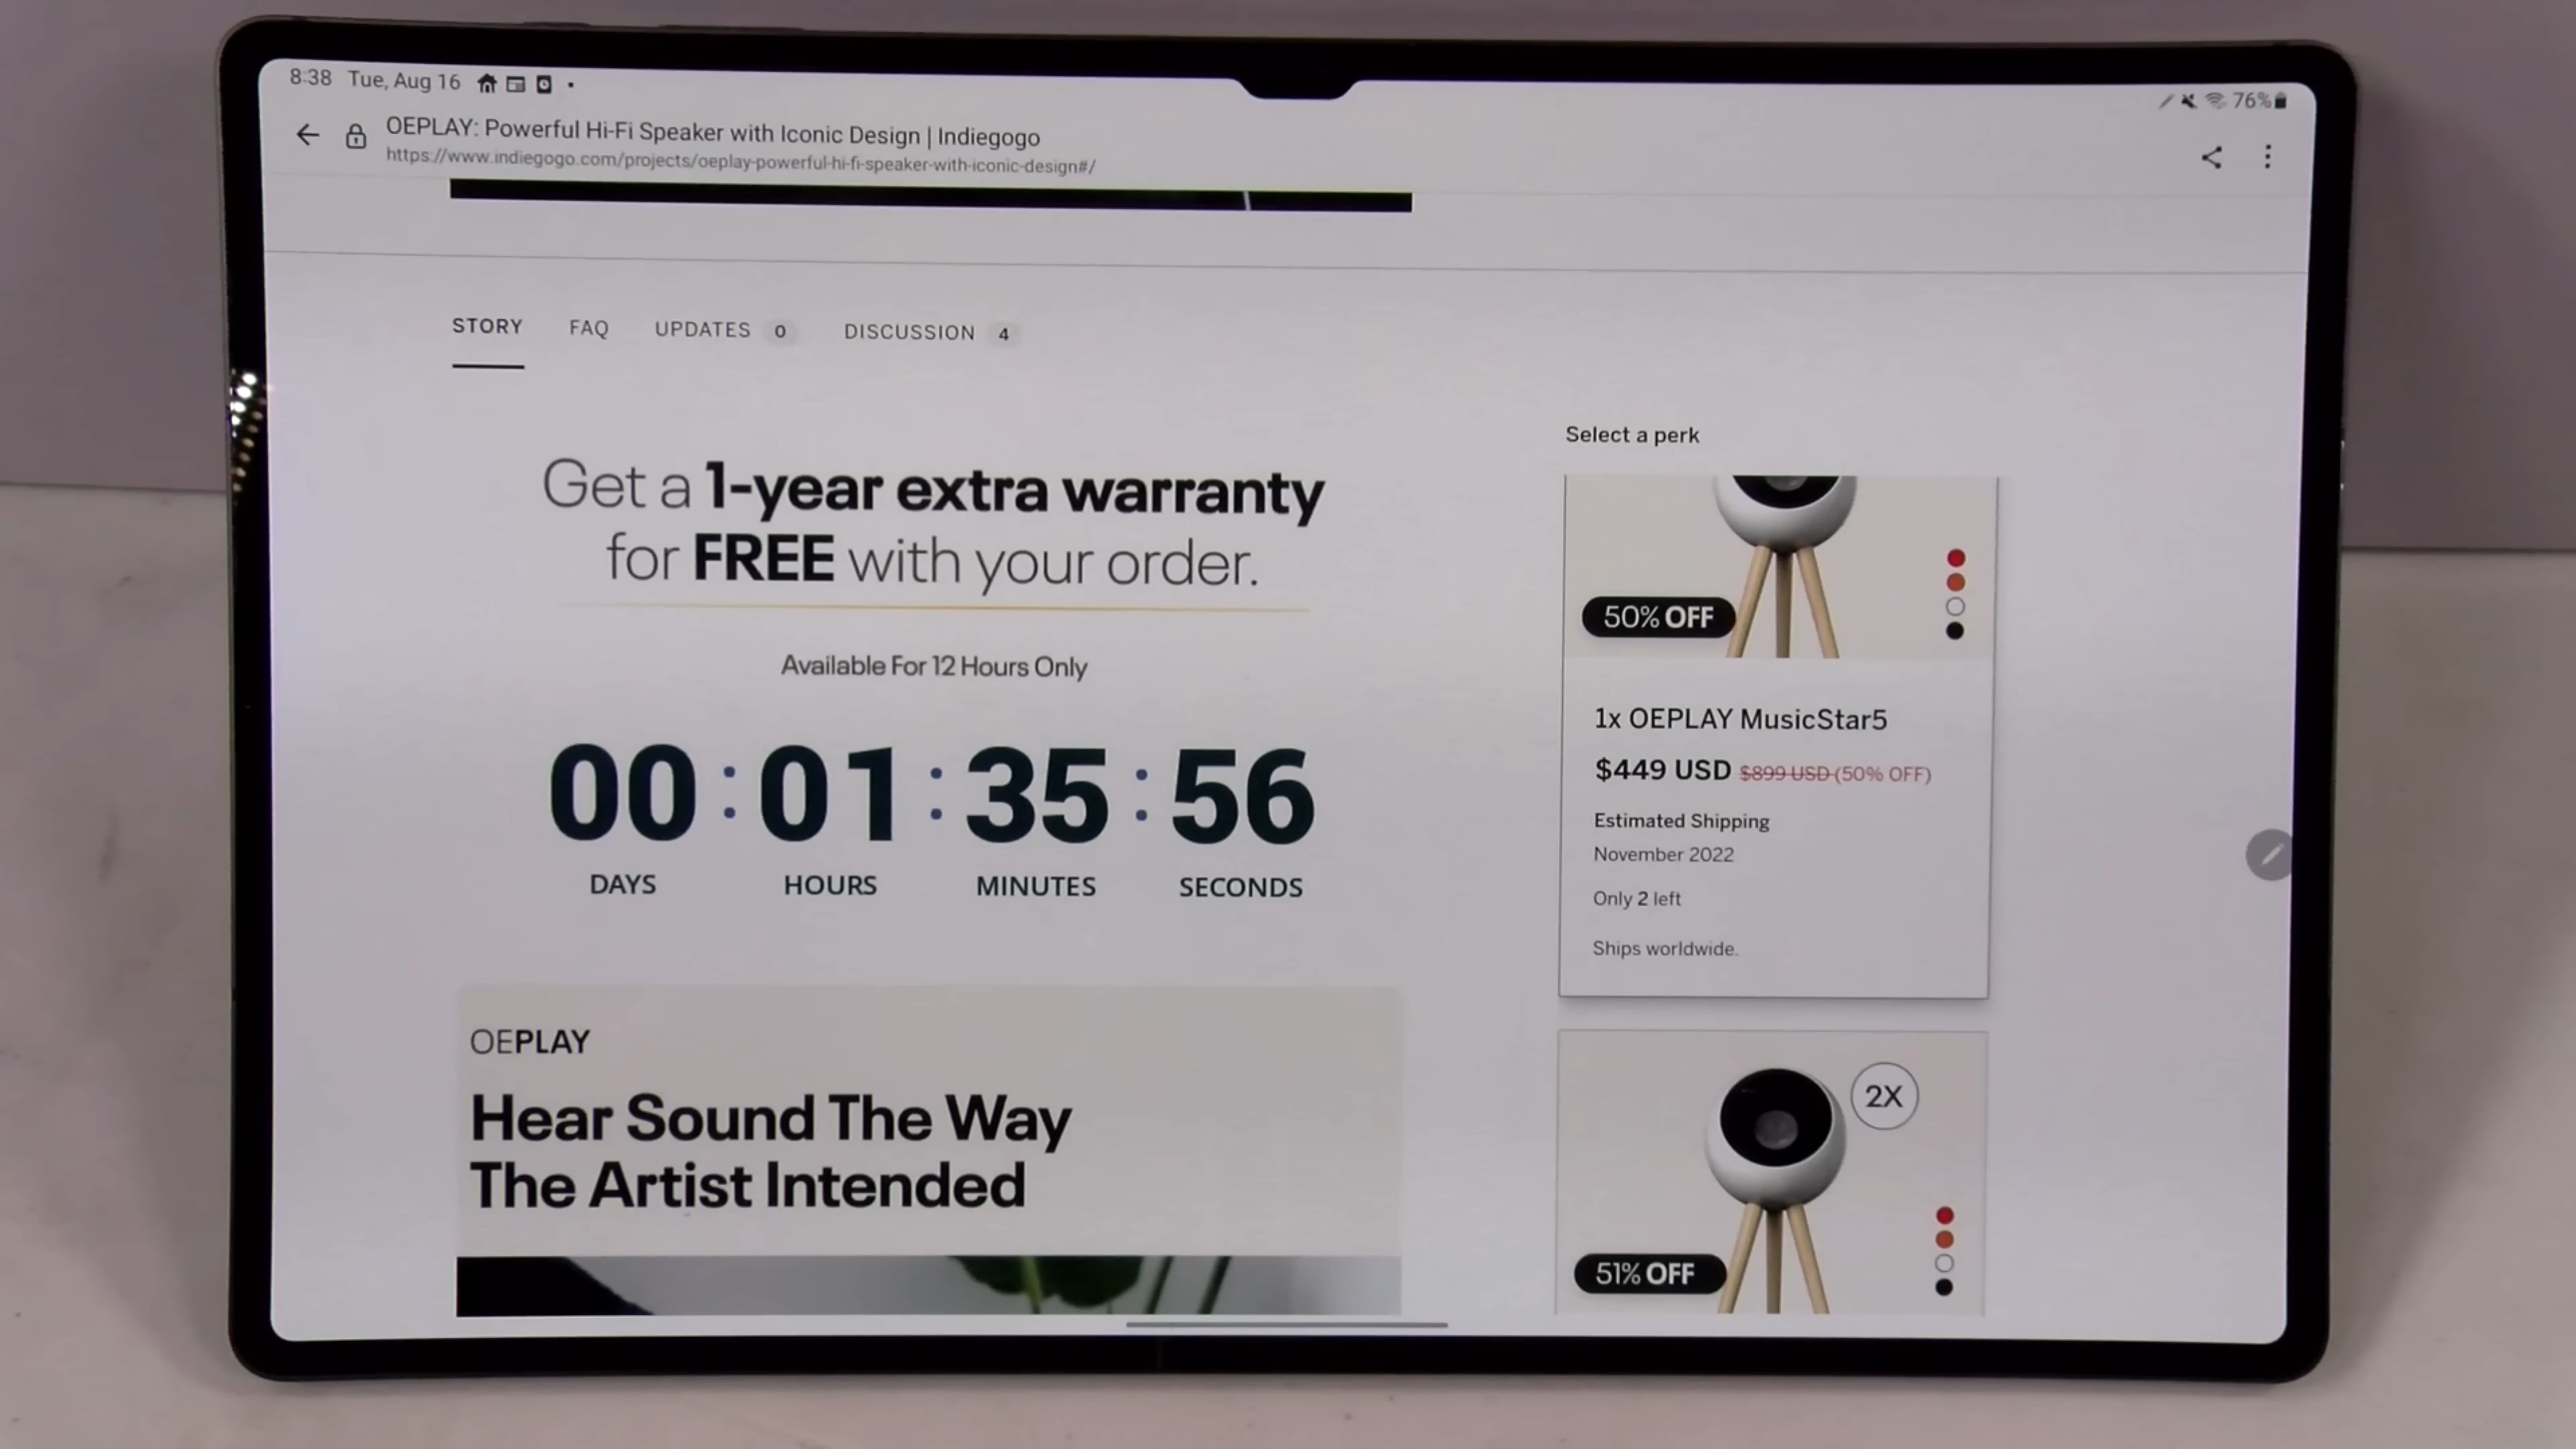 8:38 Tue, Aug 16
76%
OEPLAY: Powerful Hi-Fi Speaker with Iconic Design | Indiegogo
https://www.indiegogo.com/projects/oeplay-powerful-hi-fi-speaker-with-iconic-design#/
STORY FAQ UPDATES 0 DISCUSSION 4
Get a 1-year extra warranty
for FREE with your order.
Available For 12 Hours Only
00 : 01 : 35 : 56
DAYS HOURS MINUTES SECONDS
OEPLAY
Hear Sound The Way
The Artist Intended
Select a perk
50% OFF
1x OEPLAY MusicStar5
$449 USD $899 USD (50% OFF)
Estimated Shipping
November 2022
Only 2 left
Ships worldwide.
2X
51% OFF